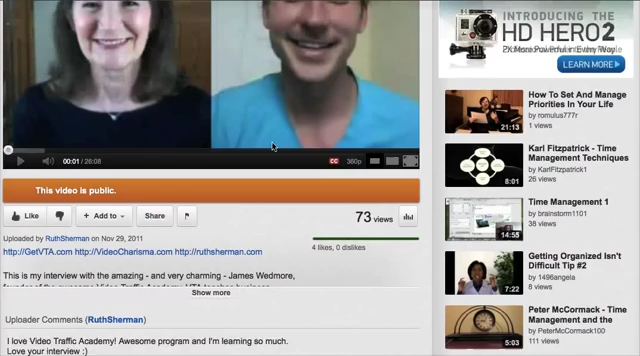 INTRODUCING THE
HD HERO2
LEARN MORE
00:01 / 26:08
CC
360p
This video is public.
Like
+ Add to
Share
73 views
Uploaded by RuthSherman on Nov 29, 2011
4 likes, 0 dislikes
http://GetVTA.com http://VideoCharisma.com http://ruthsherman.com
This is my interview with the amazing - and very charming - James Wedmore,
Show more
Uploader Comments (RuthSherman)
I love Video Traffic Academy! Awesome program and I'm learning so much.
Love your interview :)
21:13
How To Set And Manage
Priorities In Your Life
by romulus777r
1 views
8:01
Karl Fitzpatrick - Time
Management Techniques
by KarlFitzpatrick1
26 views
14:55
Time Management 1
by brainstorm1101
38 views
7:22
Getting Organized Isn't
Difficult Tip #2
by 1496angela
8 views
5:03
Peter McCormack - Time
Management and the
by PeterMcCormack100
111 views